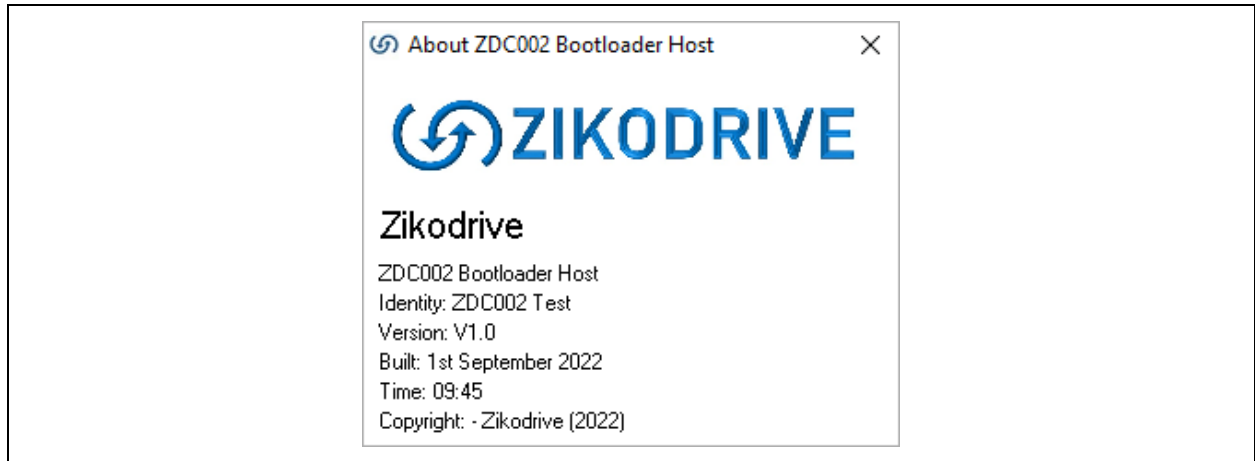 About ZDC002 Bootloader Host
ZIKODRIVE
Zikodrive
ZDC002 Bootloader Host
Identity: ZDC002 Test
Version: V1.0
Built: 1st September 2022
Time: 09:45
Copyright: - Zikodrive (2022)